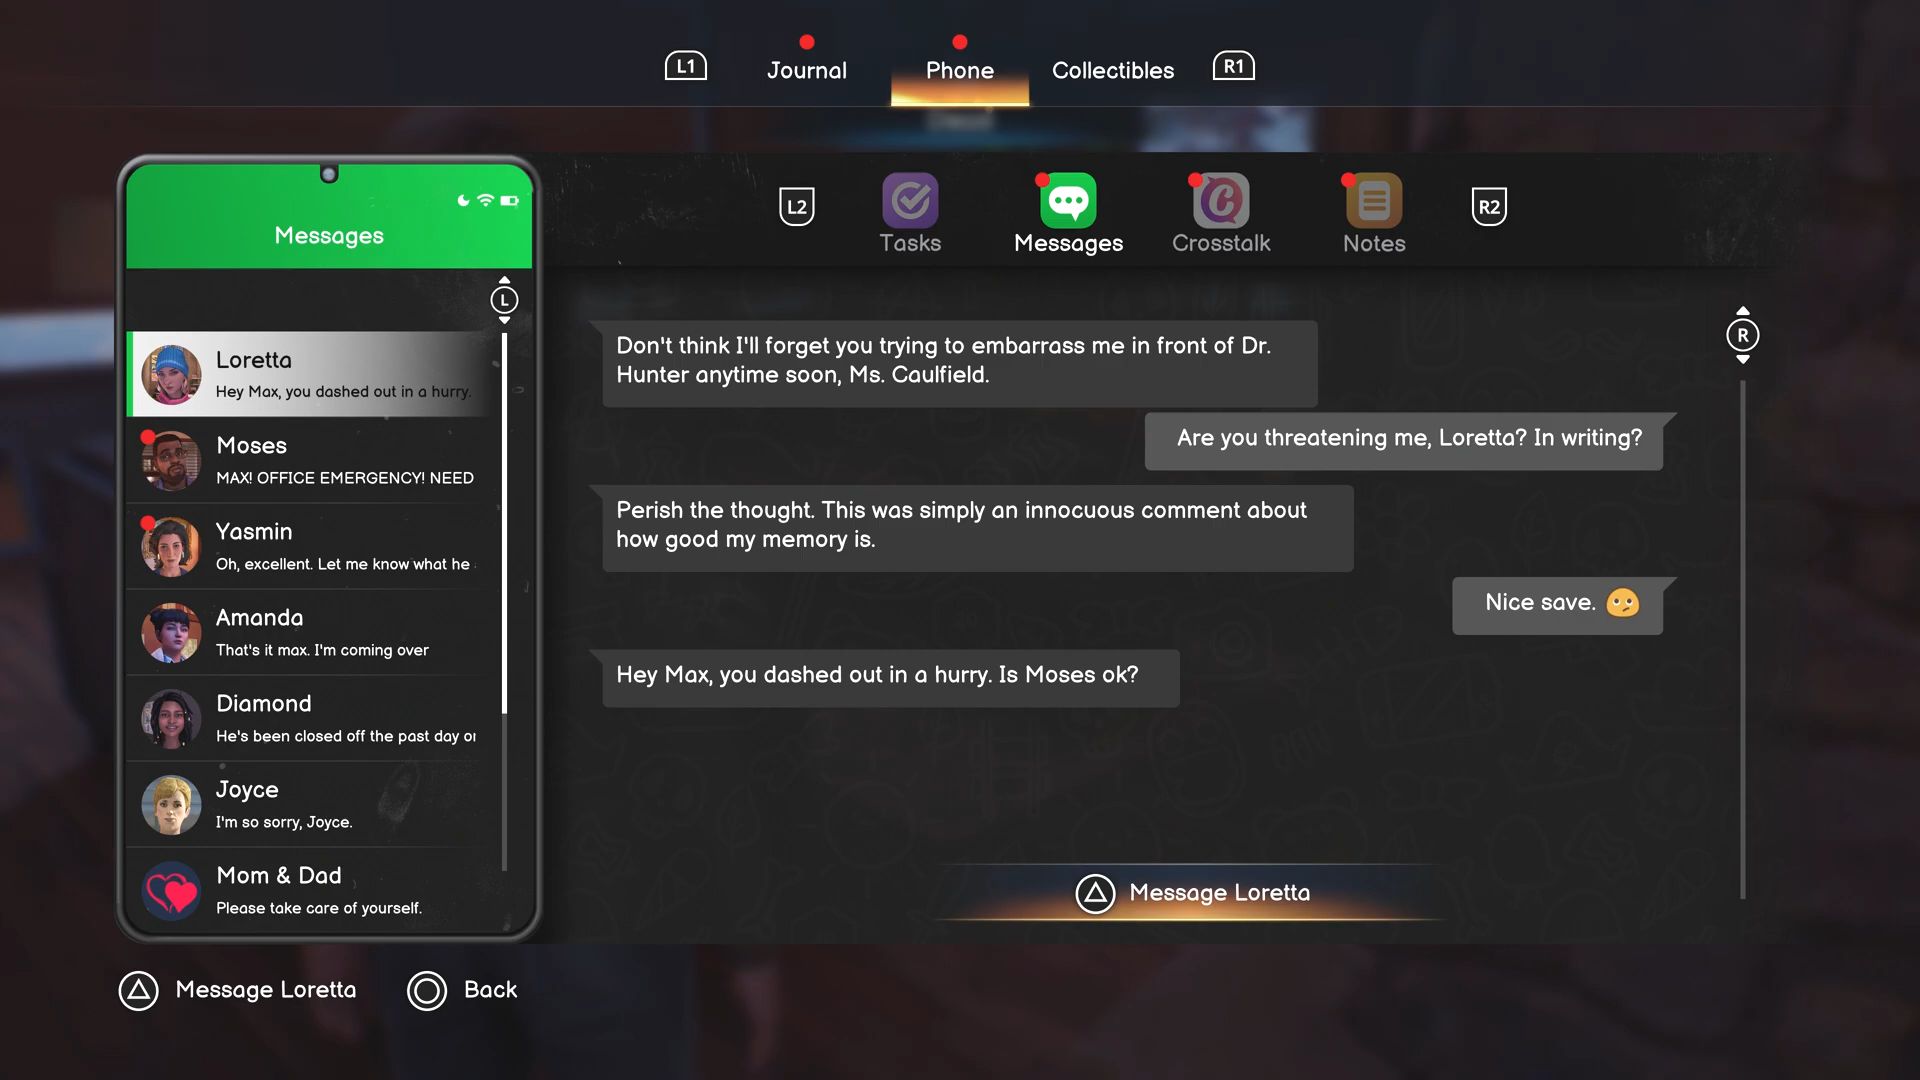 L1
Journal
Phone
Collectibles
R1
Messages
L
Loretta
Hey Max, you dashed out in a hurry.
Moses
MAX! OFFICE EMERGENCY! NEED
Yasmin
Oh, excellent. Let me know what he
Amanda
That's it max. I'm coming over
Diamond
He's been closed off the past day or
Joyce
I'm so sorry, Joyce.
Mom & Dad
Please take care of yourself.
L2
Tasks
Messages
Crosstalk
Notes
R2
R
Don't think I'll forget you trying to embarrass me in front of Dr.
Hunter anytime soon, Ms. Caulfield.
Are you threatening me, Loretta? In writing?
Perish the thought. This was simply an innocuous comment about
how good my memory is.
Nice save. 🙄
Hey Max, you dashed out in a hurry. Is Moses ok?
Message Loretta
Message Loretta
Back